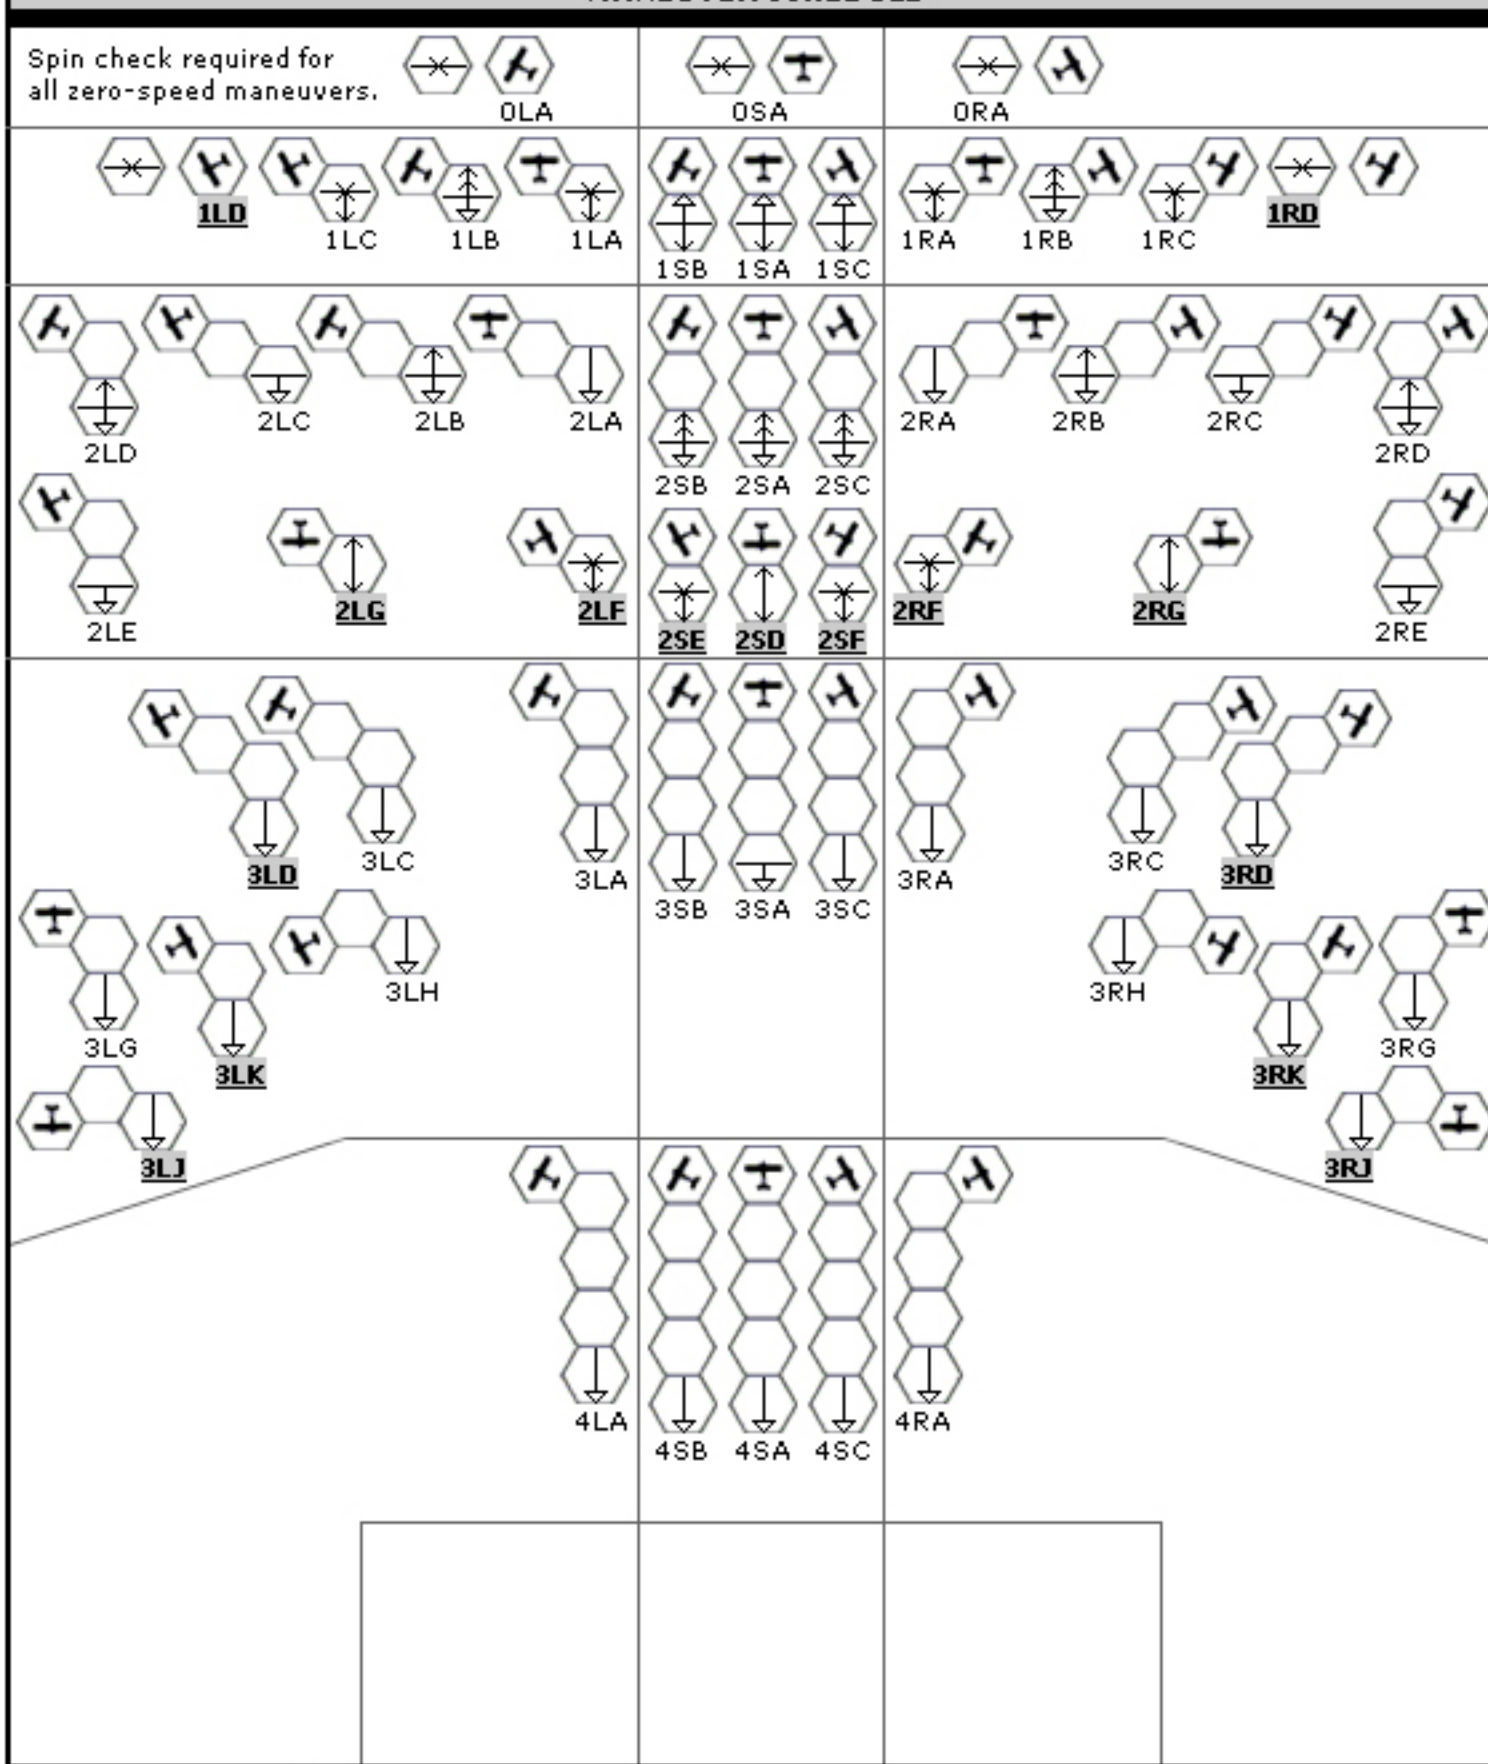 Spin check required for
all zero-speed maneuvers.
0LA 0SA 0RA
1LD 1LC 1LB 1LA 1SB 1SA 1SC 1RA 1RB 1RC 1RD
2LD 2LC 2LB 2LA 2SB 2SA 2SC 2RA 2RB 2RC 2RD
2LE 2LG 2LF 2SE 2SD 2SF 2RF 2RG 2RE
3LD 3LC 3LA 3SB 3SA 3SC 3RA 3RC 3RD
3LG 3LK 3LH 3RH 3RK 3RG
3LJ 3RJ
4LA 4SB 4SA 4SC 4RA